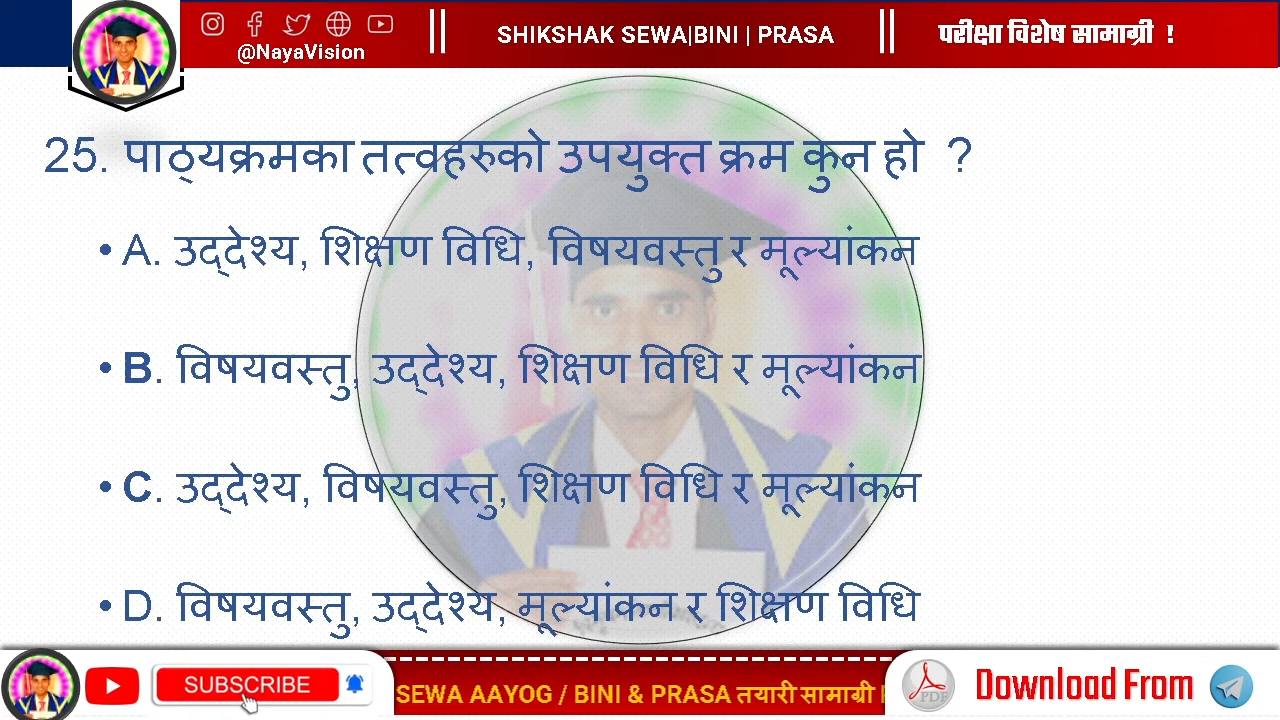 @NayaVision
SHIKSHAK SEWA|BINI | PRASA
परीक्षा विशेष सामाग्री !
25. पाठ्यक्रमका तत्वहरुको उपयुक्त क्रम कुन हो ?
• A. उद्देश्य, शिक्षण विधि, विषयवस्तु र मूल्यांकन
• B. विषयवस्तु, उद्देश्य, शिक्षण विधि र मूल्यांकन
• C. उद्देश्य, विषयवस्तु, शिक्षण विधि र मूल्यांकन
• D. विषयवस्तु, उद्देश्य, मूल्यांकन र शिक्षण विधि
SUBSCRIBE
SEWA AAYOG / BINI & PRASA तयारी सामाग्री
PDF
Download From